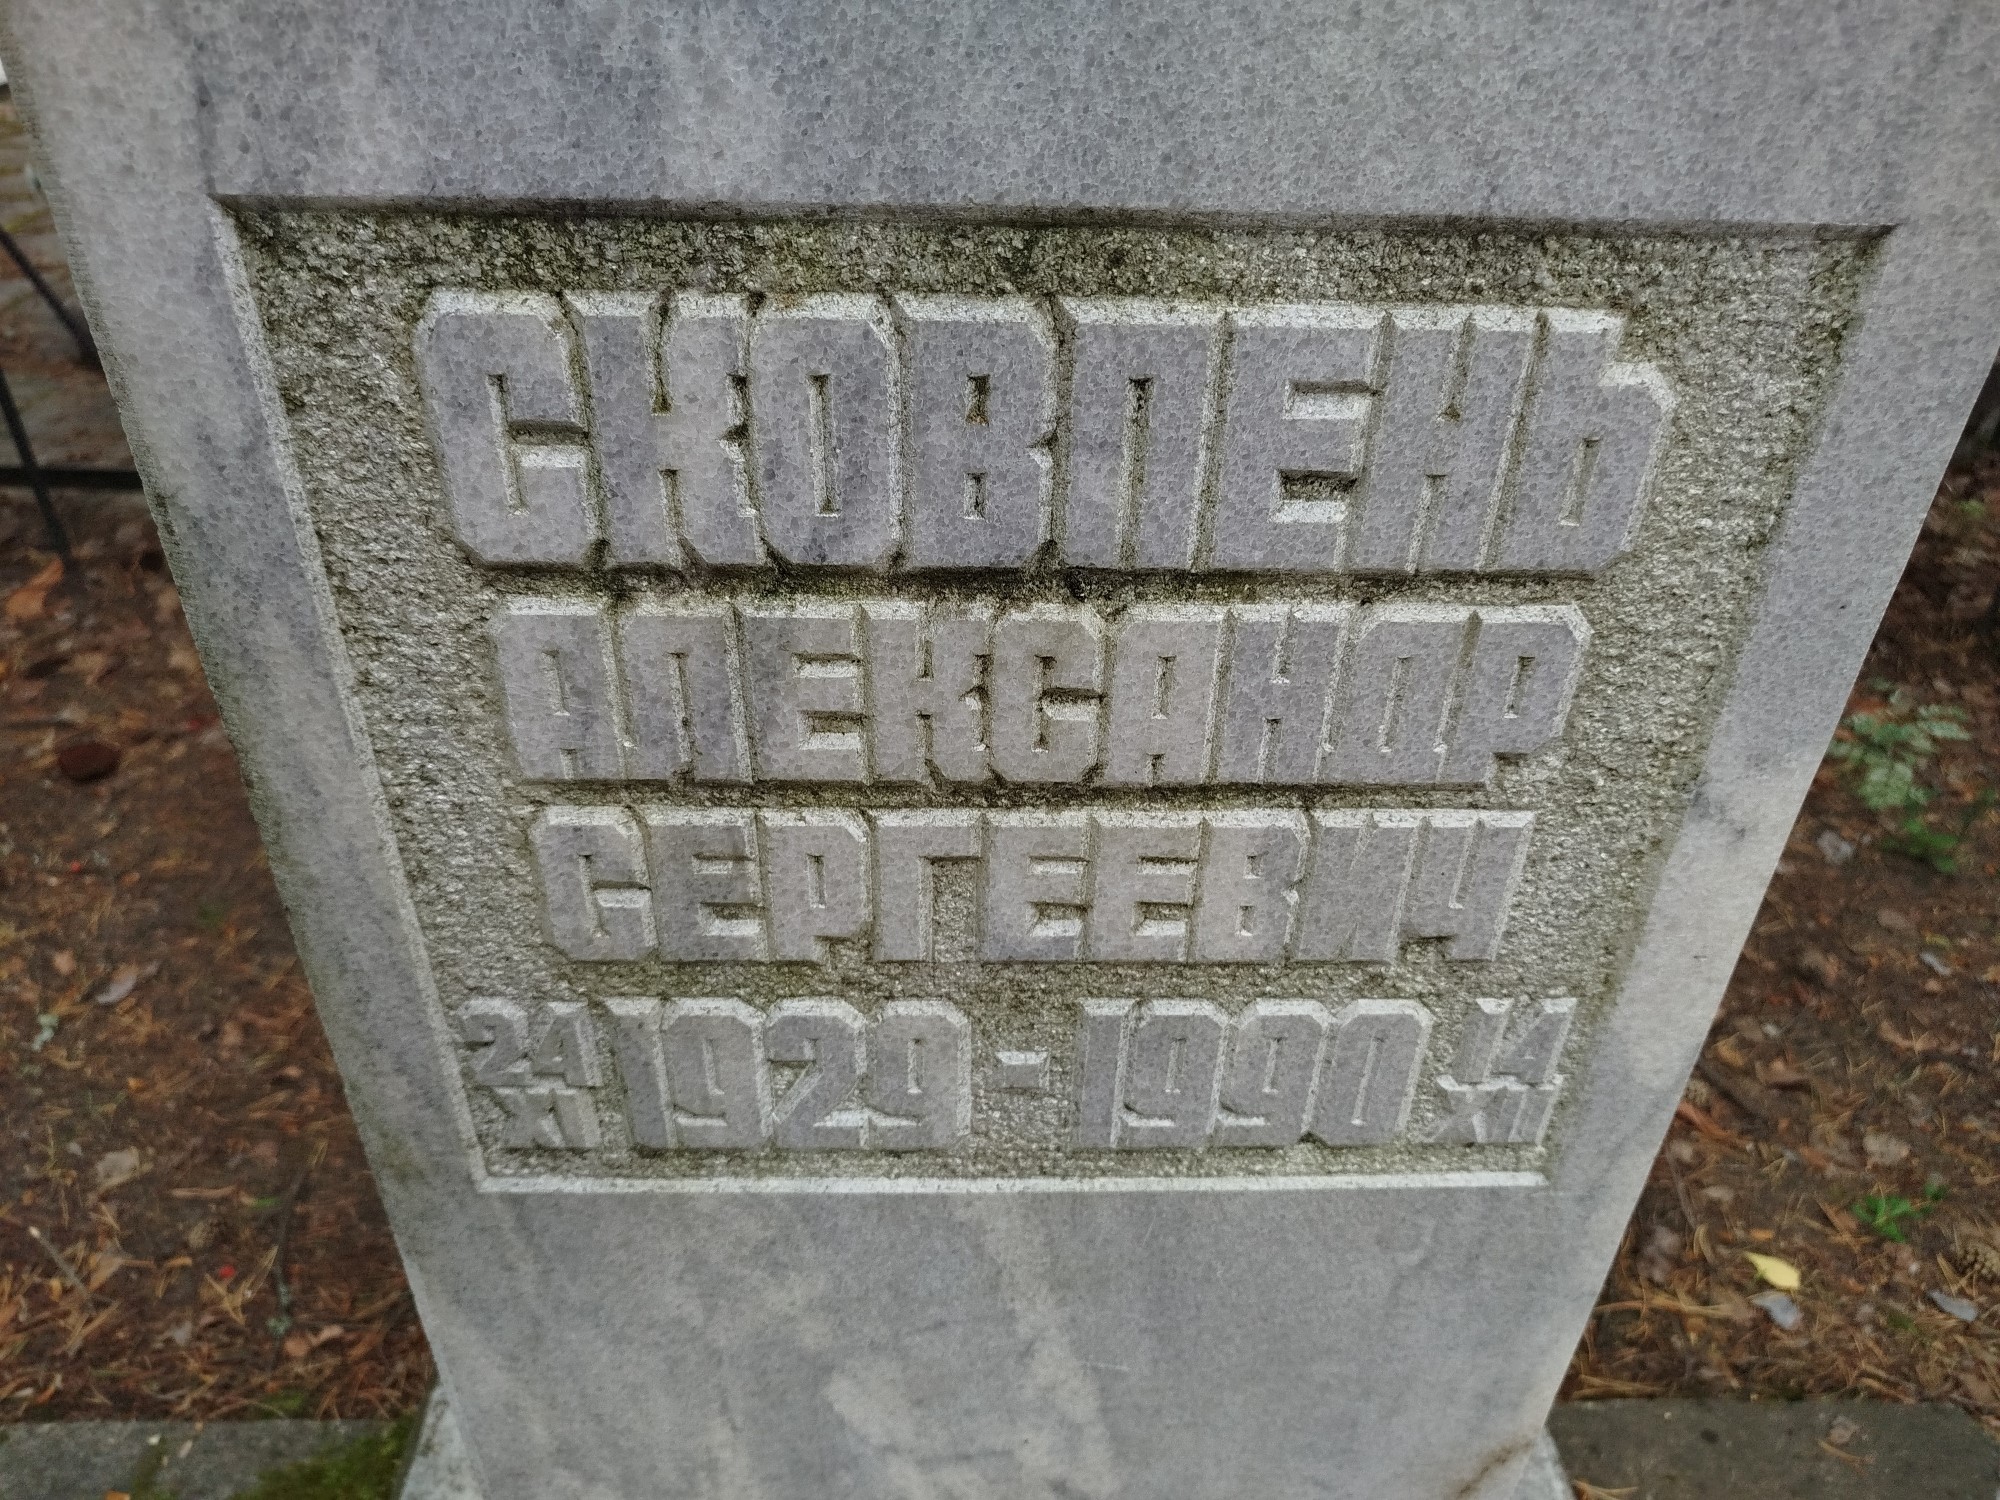 СКОВПЕНЬ
АЛЕКСАНДР
СЕРГЕЕВИЧ
24 XI 1929 - 1990 14 XII